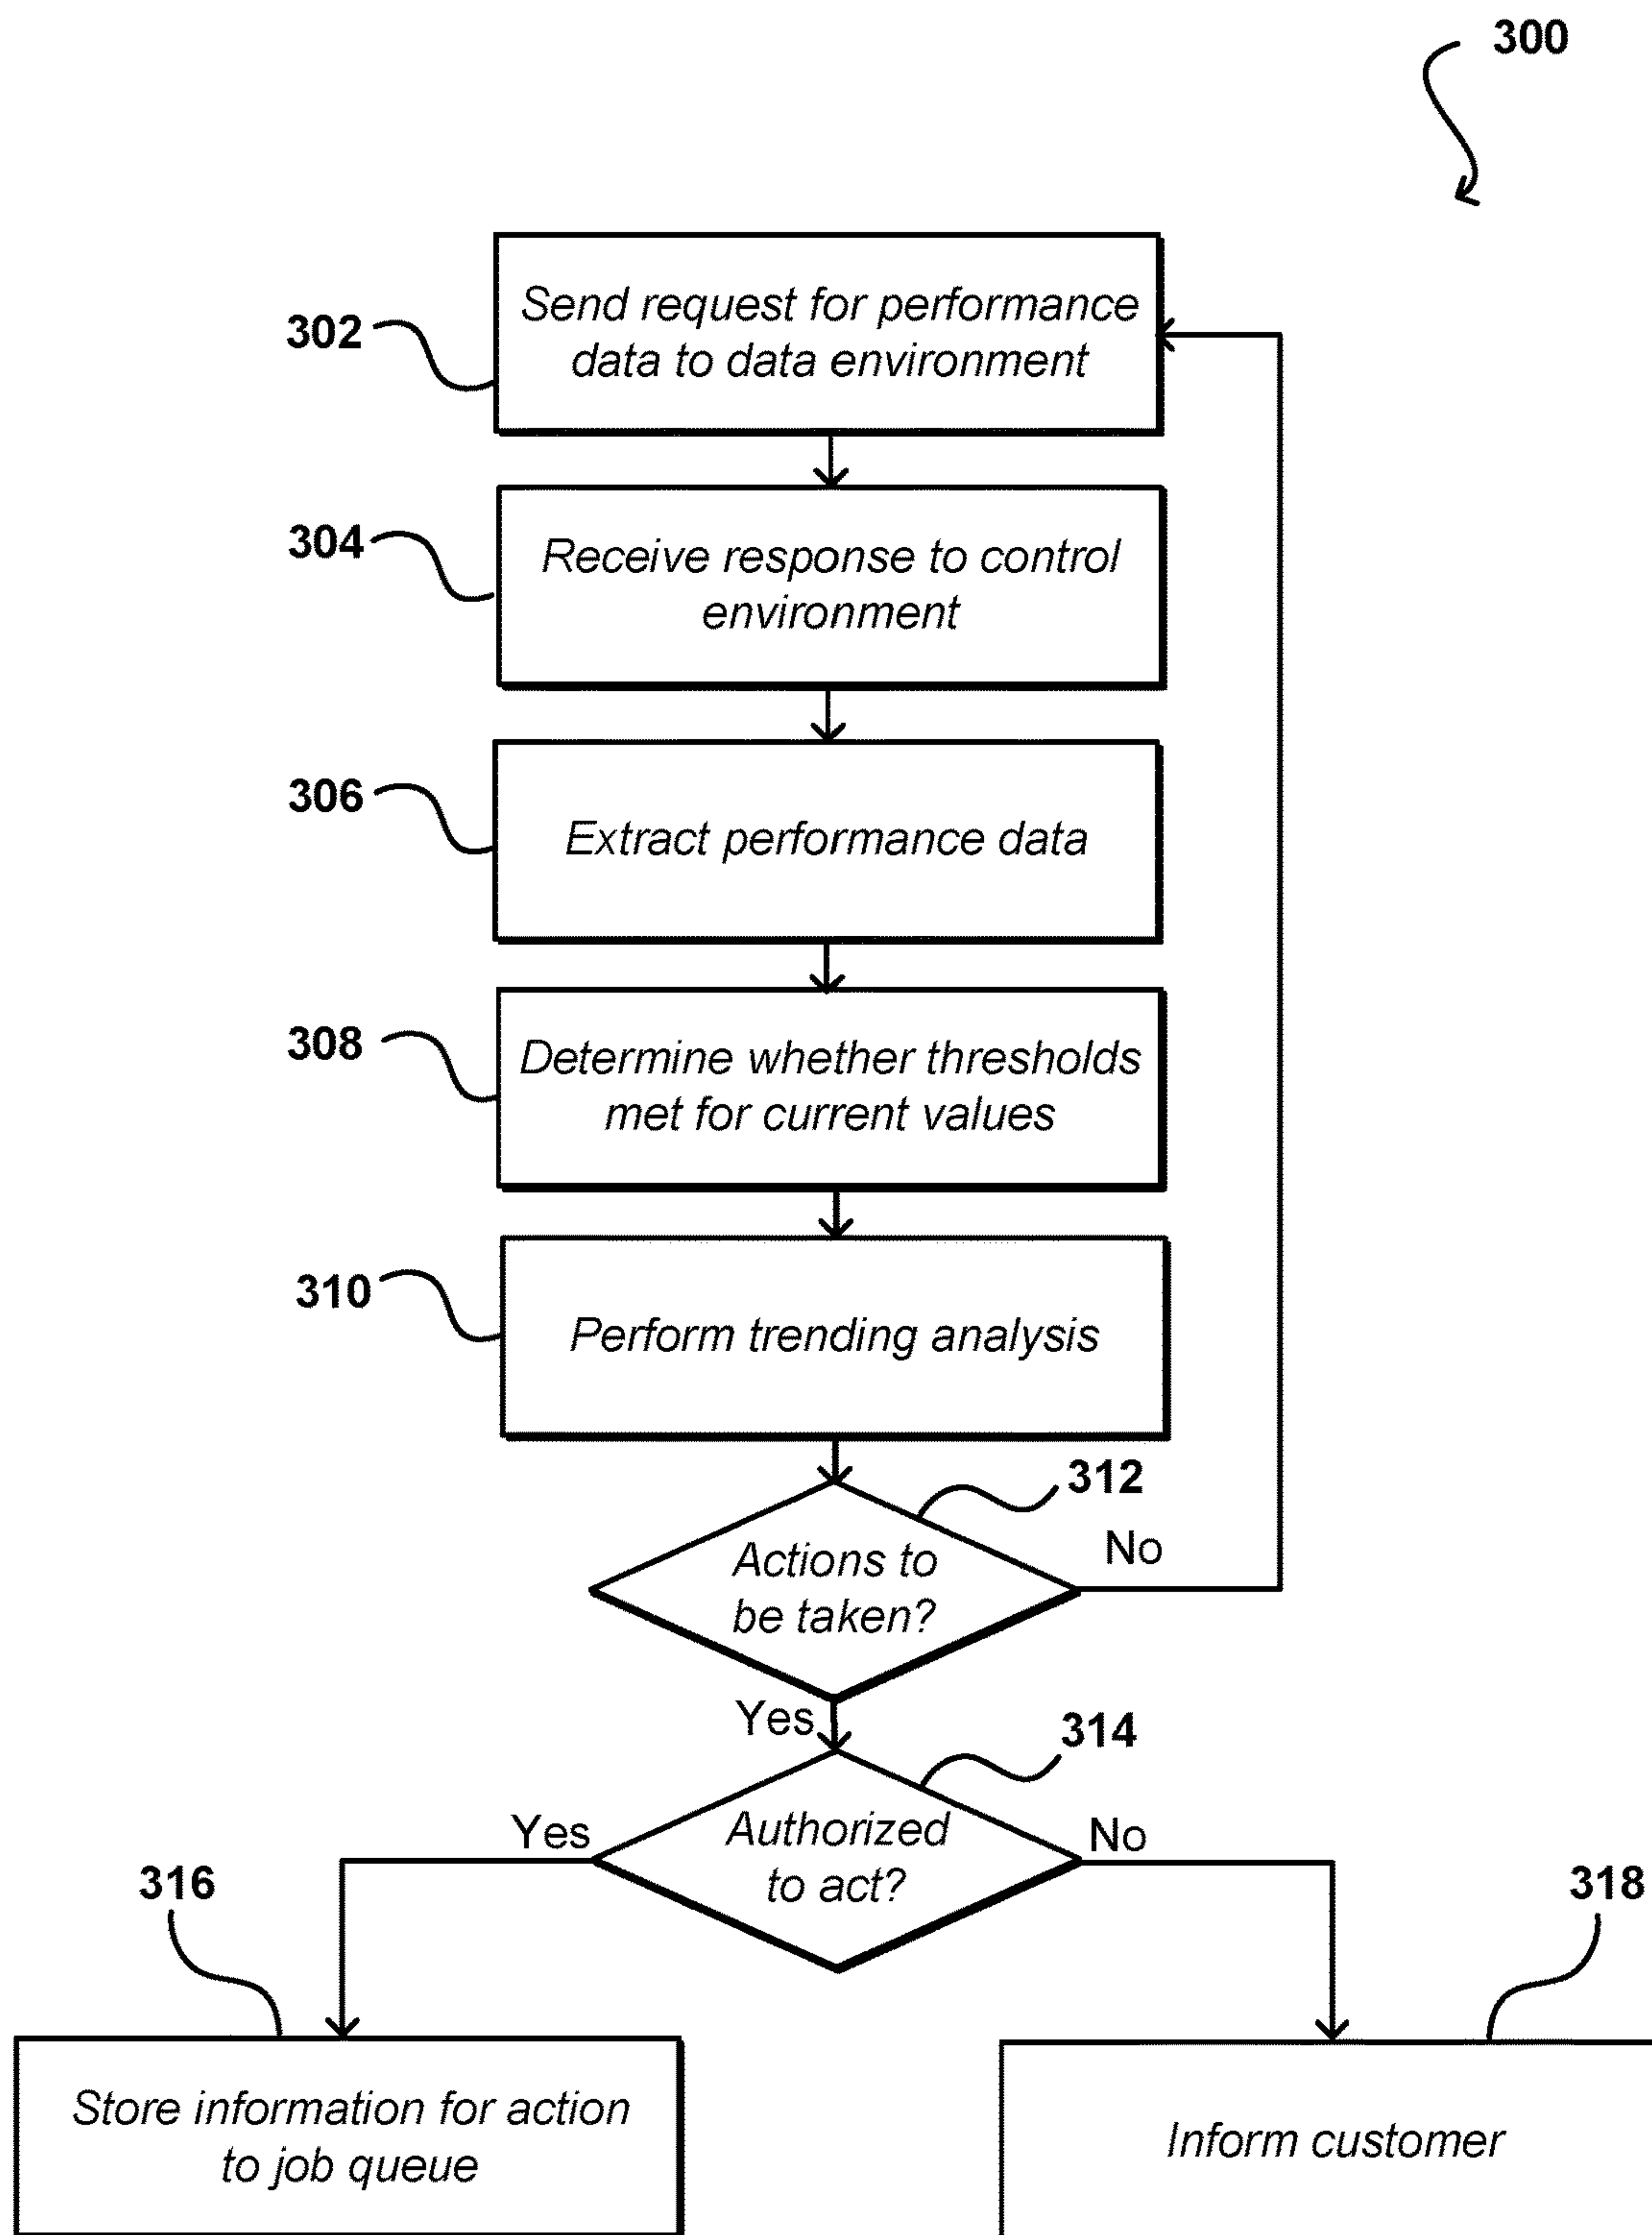 300
302
Send request for performance
data to data environment
304
Receive response to control
environment
306
Extract performance data
308
Determine whether thresholds
met for current values
310
Perform trending analysis
312
Actions to
be taken?
No
Yes
314
Authorized
to act?
Yes
No
316
318
Store information for action
to job queue
Inform customer